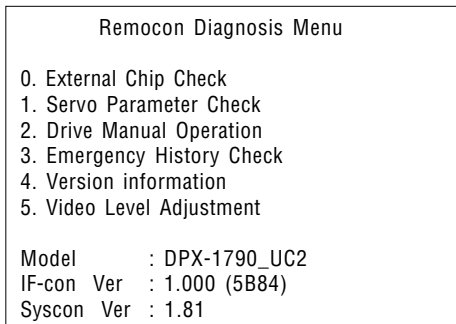 Remocon Diagnosis Menu
0. External Chip Check
1. Servo Parameter Check
2. Drive Manual Operation
3. Emergency History Check
4. Version information
5. Video Level Adjustment
Model : DPX-1790_UC2
IF-con Ver : 1.000 (5B84)
Syscon Ver : 1.81